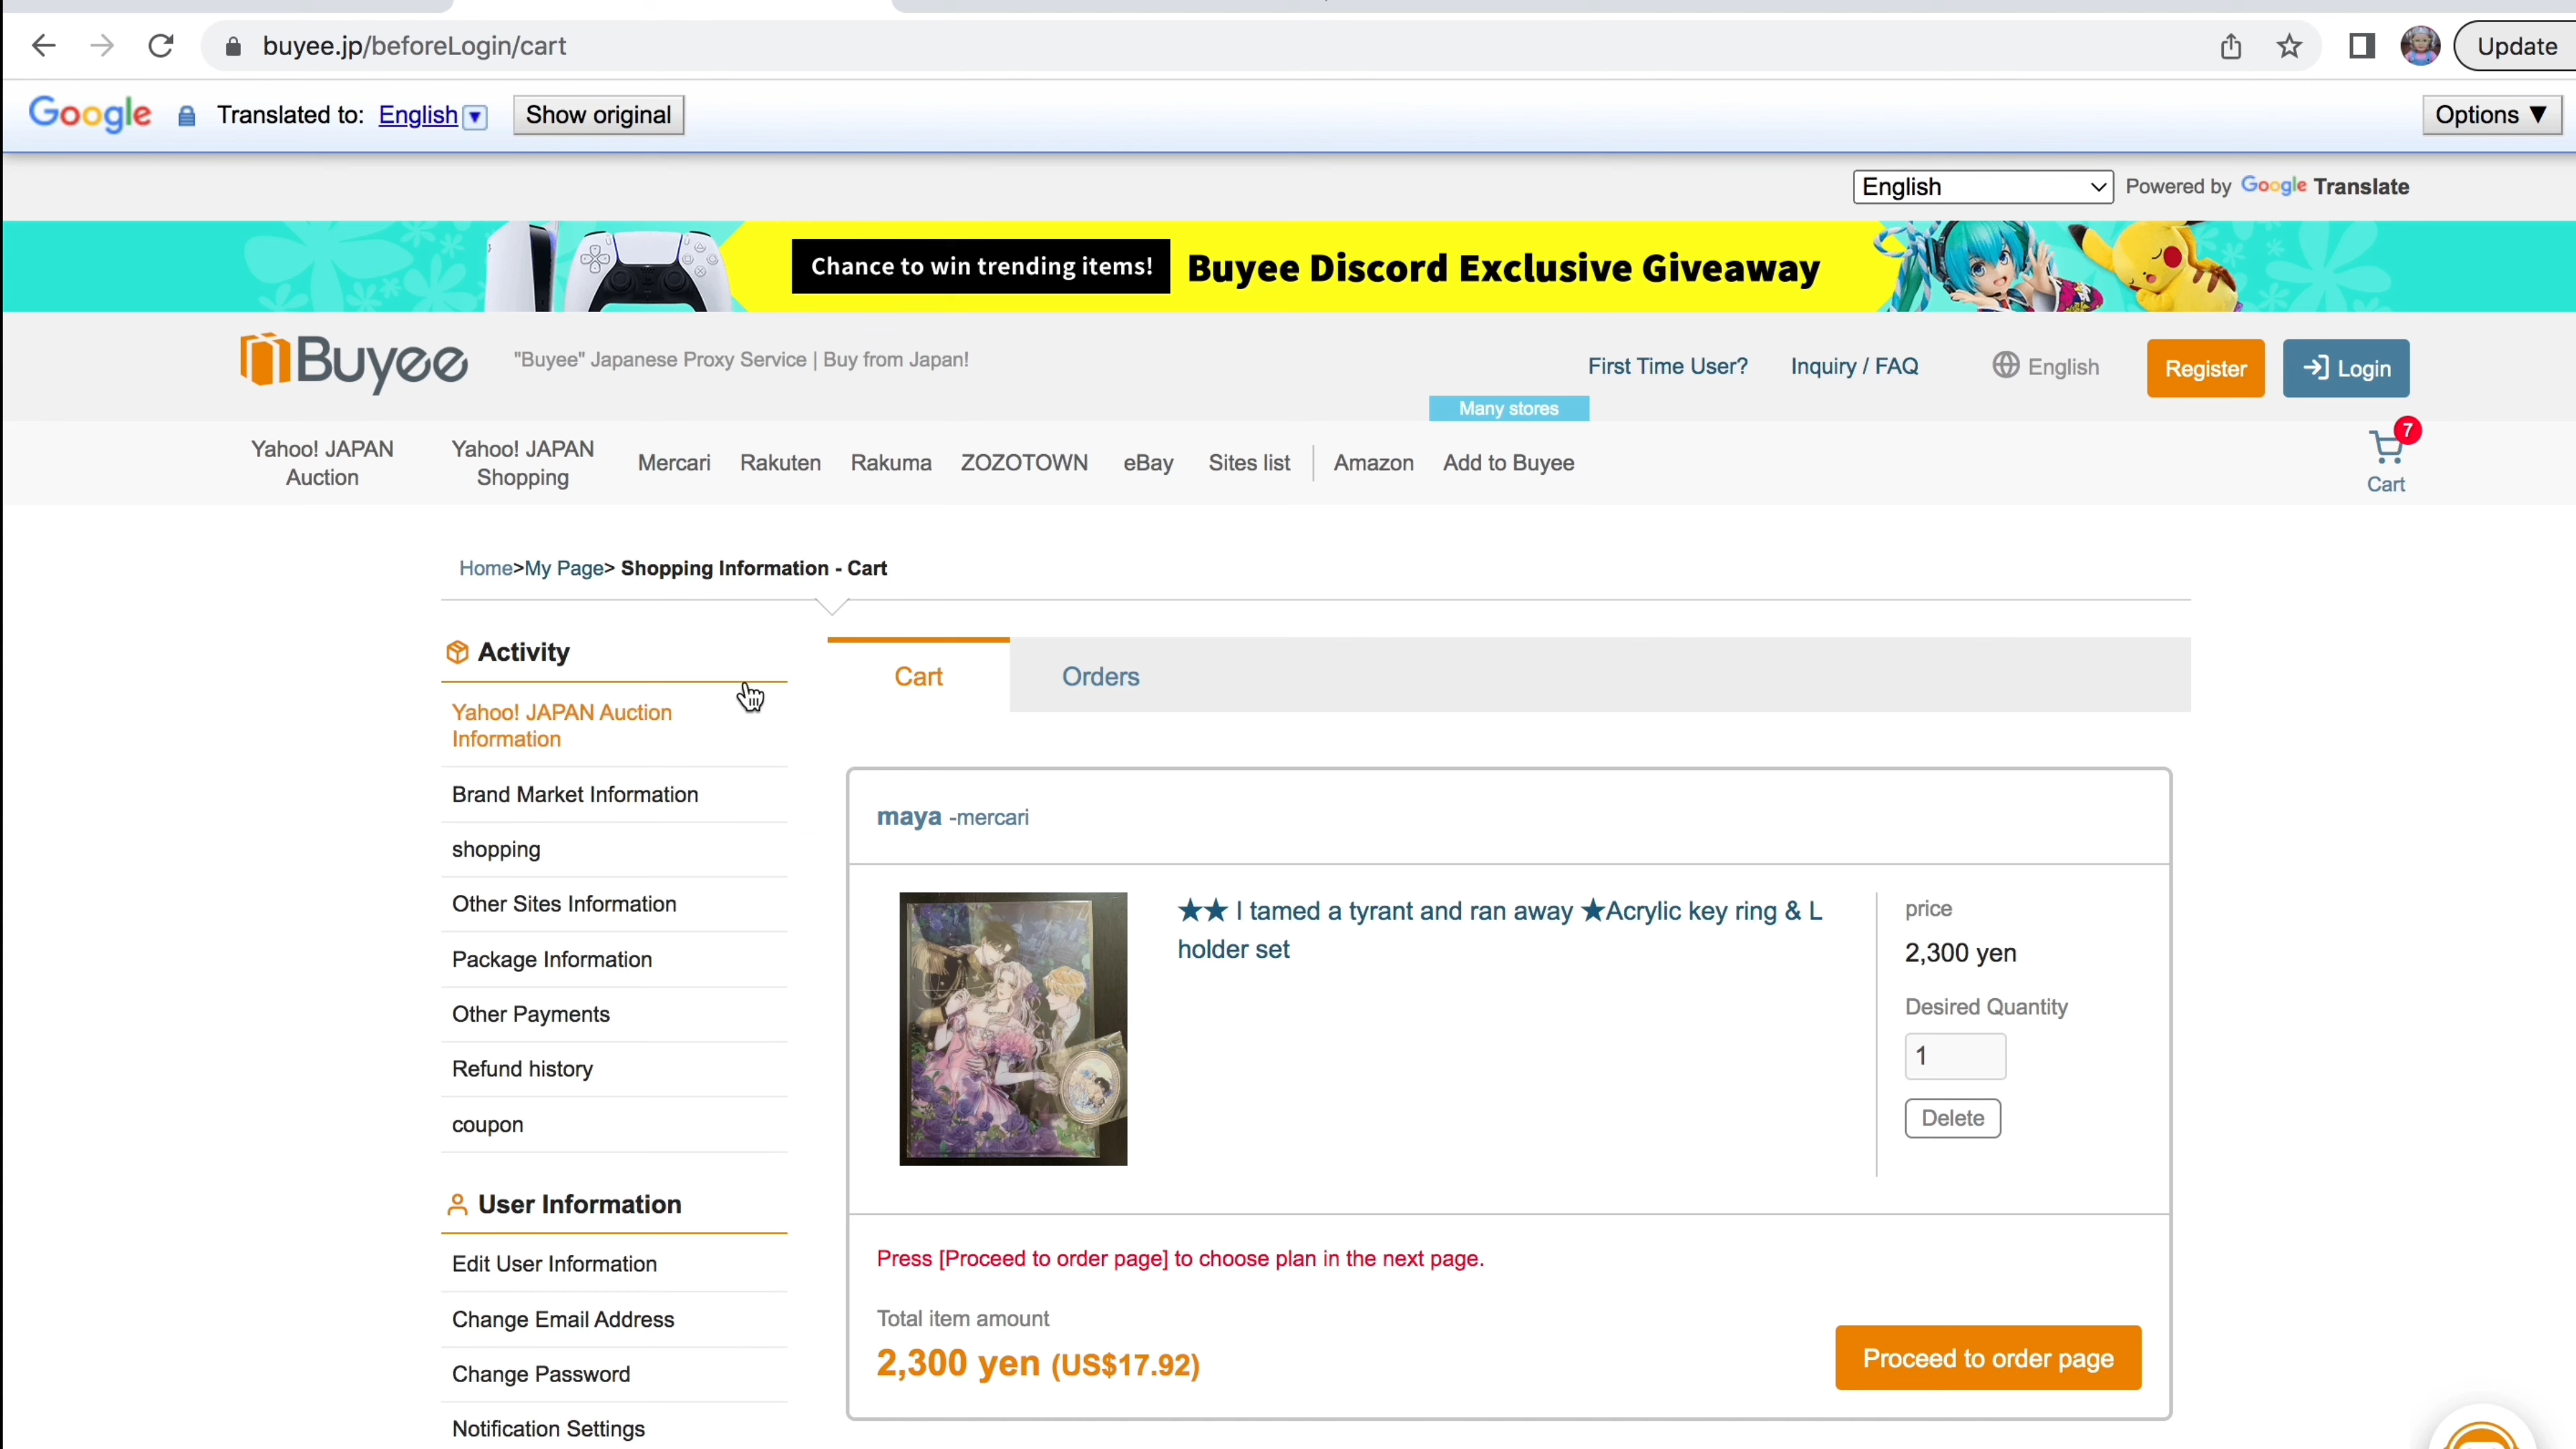 buyee.jp/beforeLogin/cart
Update
Google Translated to: English Show original
Options ▼
English
Powered by Google Translate
Chance to win trending items! Buyee Discord Exclusive Giveaway
Buyee
"Buyee" Japanese Proxy Service | Buy from Japan!
First Time User?
Inquiry / FAQ
English
Register
Login
Many stores
Yahoo! JAPAN
Auction
Yahoo! JAPAN
Shopping
Mercari
Rakuten
Rakuma
ZOZOTOWN
eBay
Sites list
Amazon
Add to Buyee
7
Cart
Home>My Page> Shopping Information - Cart
Activity
Yahoo! JAPAN Auction
Information
Brand Market Information
shopping
Other Sites Information
Package Information
Other Payments
Refund history
coupon
User Information
Edit User Information
Change Email Address
Change Password
Notification Settings
Cart
Orders
maya -mercari
★★ I tamed a tyrant and ran away ★Acrylic key ring & L
holder set
price
2,300 yen
Desired Quantity
1
Delete
Press [Proceed to order page] to choose plan in the next page.
Total item amount
2,300 yen (US$17.92)
Proceed to order page